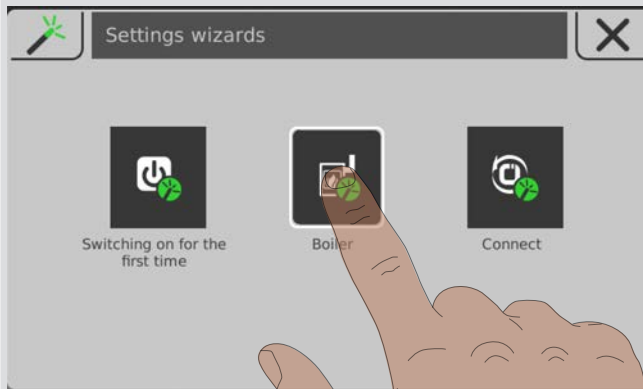 Settings wizards
Switching on for the
first time
Boiler
Connect